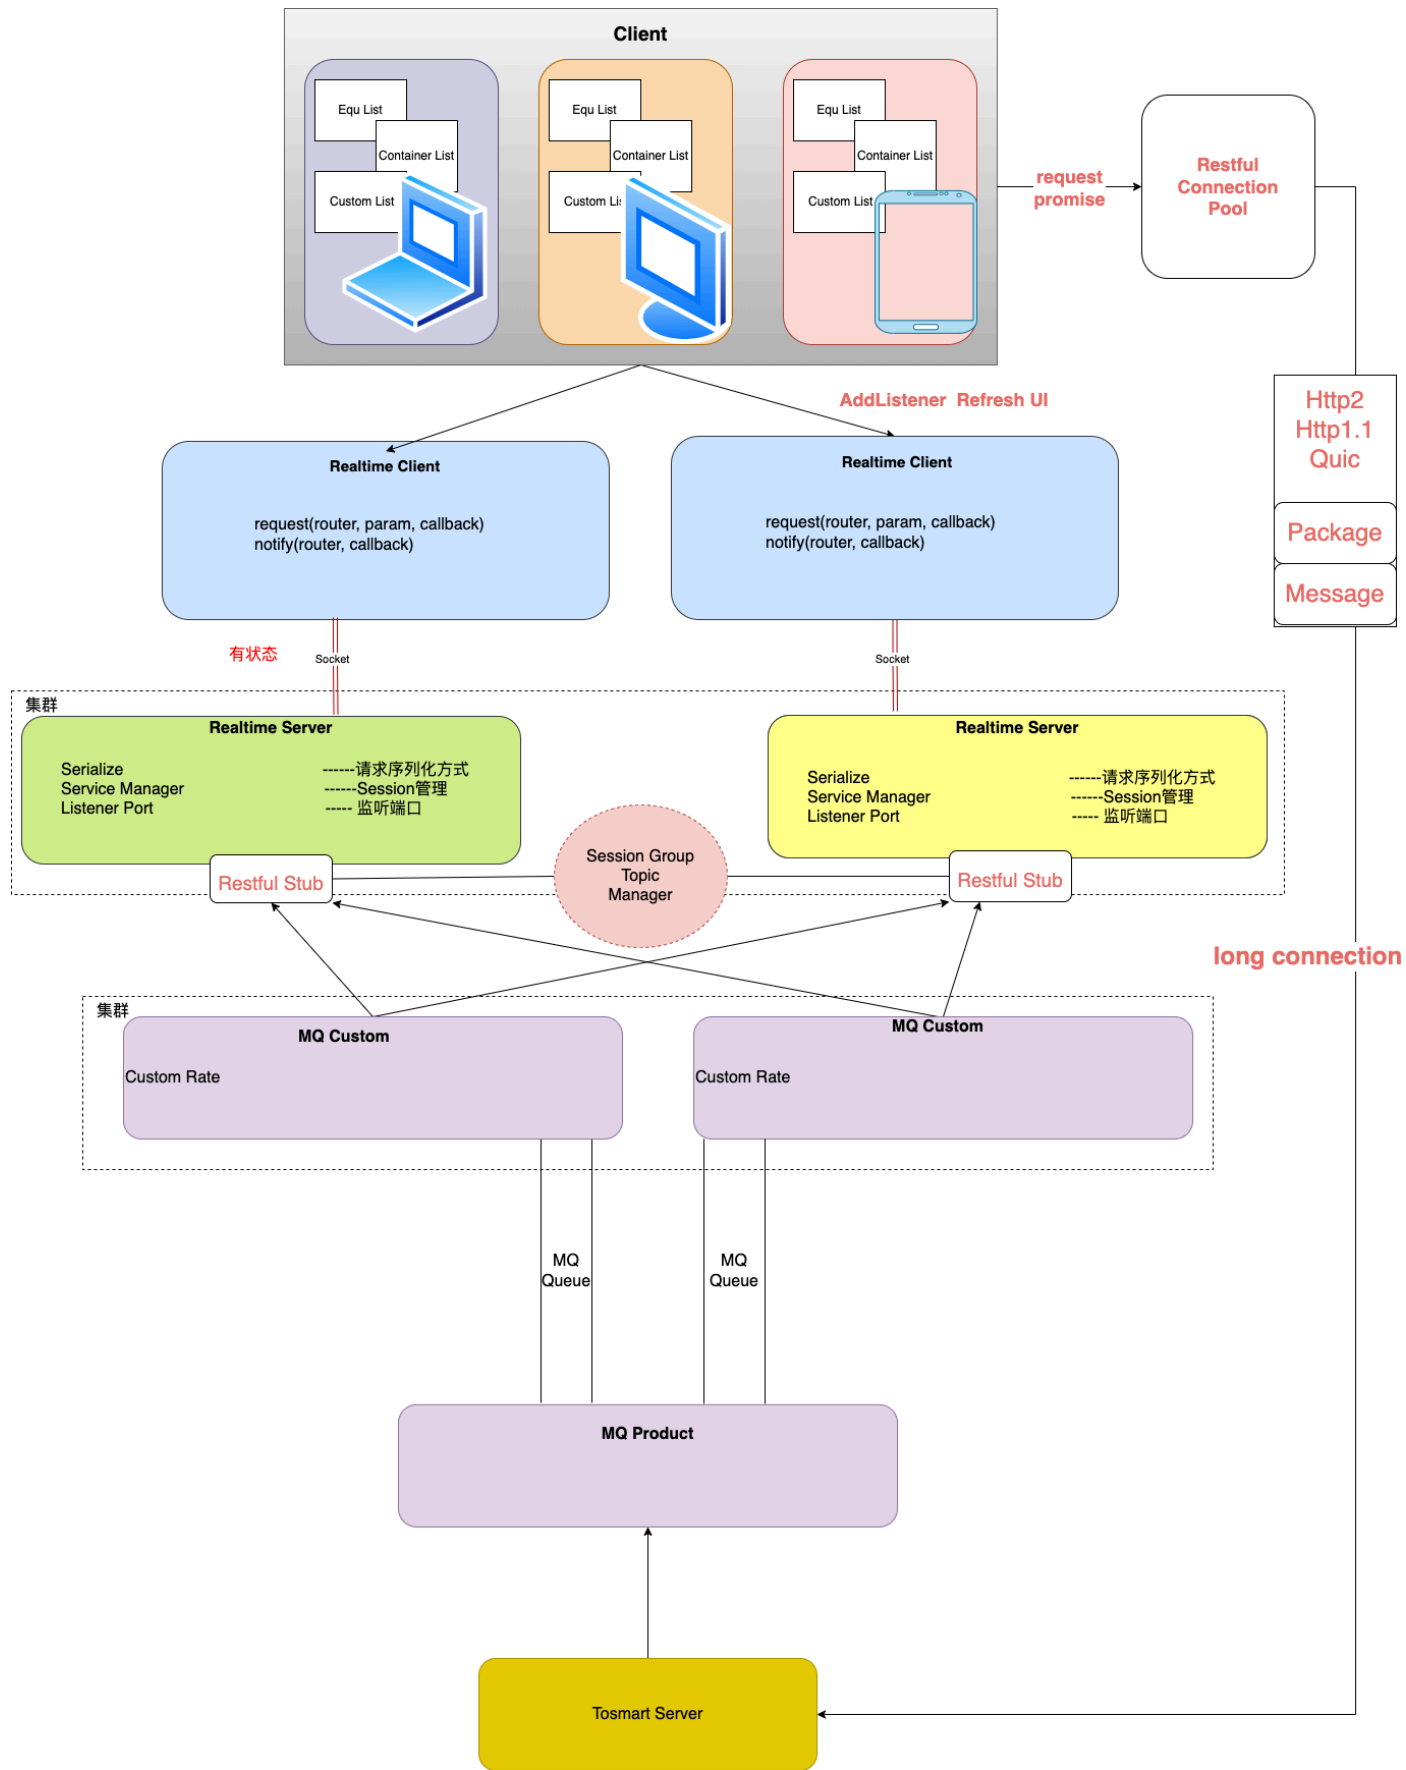 Client
Equ List
Container List
Custom List
Equ List
Container List
Custom Li
Equ List
Container List
Custom List
request
promise
Restful
Connection
Pool
Http2
Http1.1
Quic
Package
Message
AddListener Refresh UI
Realtime Client
request(router, param, callback)
notify(router, callback)
Realtime Client
request(router, param, callback)
notify(router, callback)
有状态
Socket
Socket
集群
Realtime Server
Serialize ------请求序列化方式
Service Manager ------Session管理
Listener Port ----- 监听端口
Realtime Server
Serialize ------请求序列化方式
Service Manager ------Session管理
Listener Port ----- 监听端口
Session Group
Topic
Manager
Restful Stub
Restful Stub
long connection
集群
MQ Custom
Custom Rate
MQ Custom
Custom Rate
MQ
Queue
MQ
Queue
MQ Product
Tosmart Server